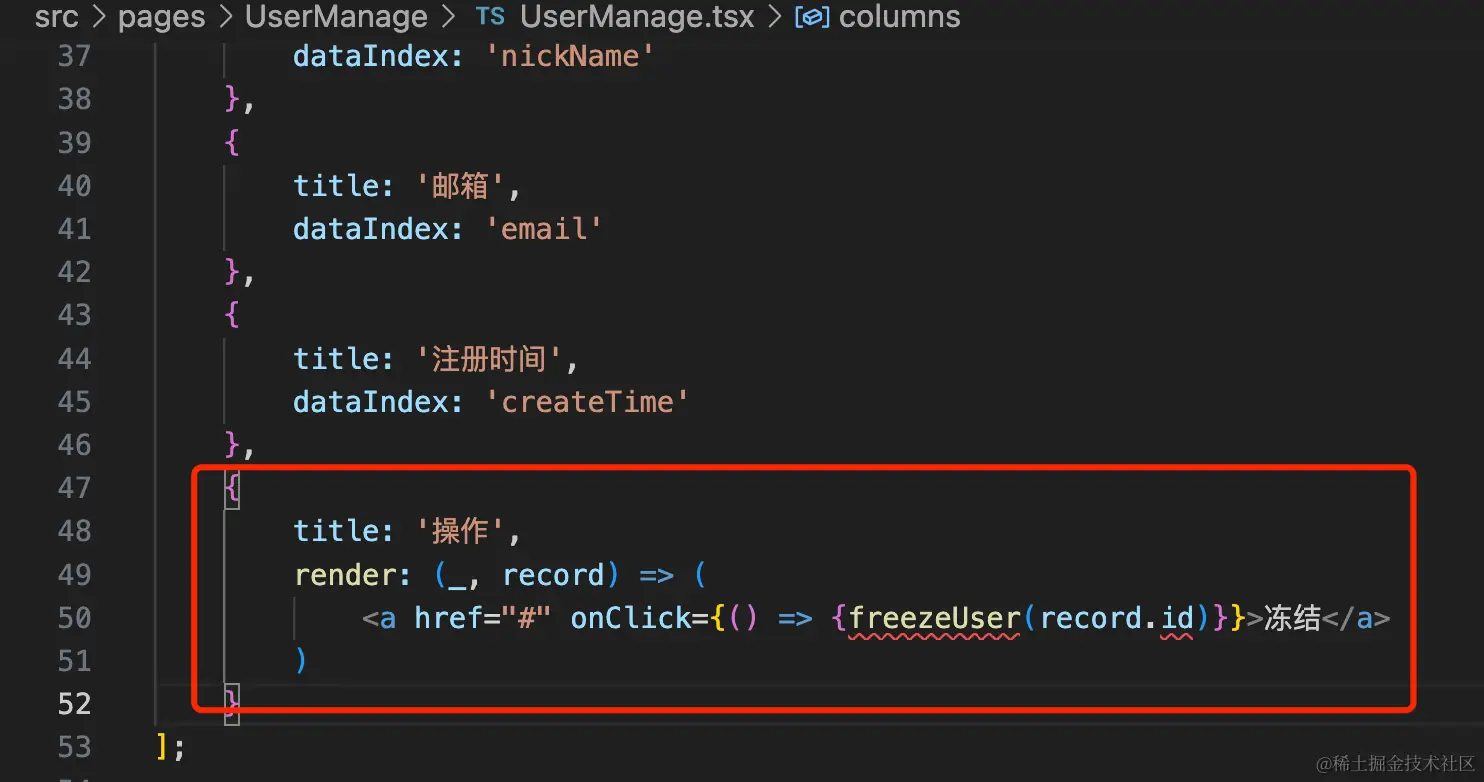 src > pages > UserManage > TS UserManage.tsx > columns
37 dataIndex: 'nickName'
38 },
39 {
40 title: '邮箱',
41 dataIndex: 'email'
42 },
43 {
44 title: '注册时间',
45 dataIndex: 'createTime'
46 },
47 {
48 title: '操作',
49 render: (_, record) => (
50 <a href="#" onClick={() => {freezeUser(record.id)}}>冻结</a>
51 )
52 }
53 ];
@稀土掘金技术社区